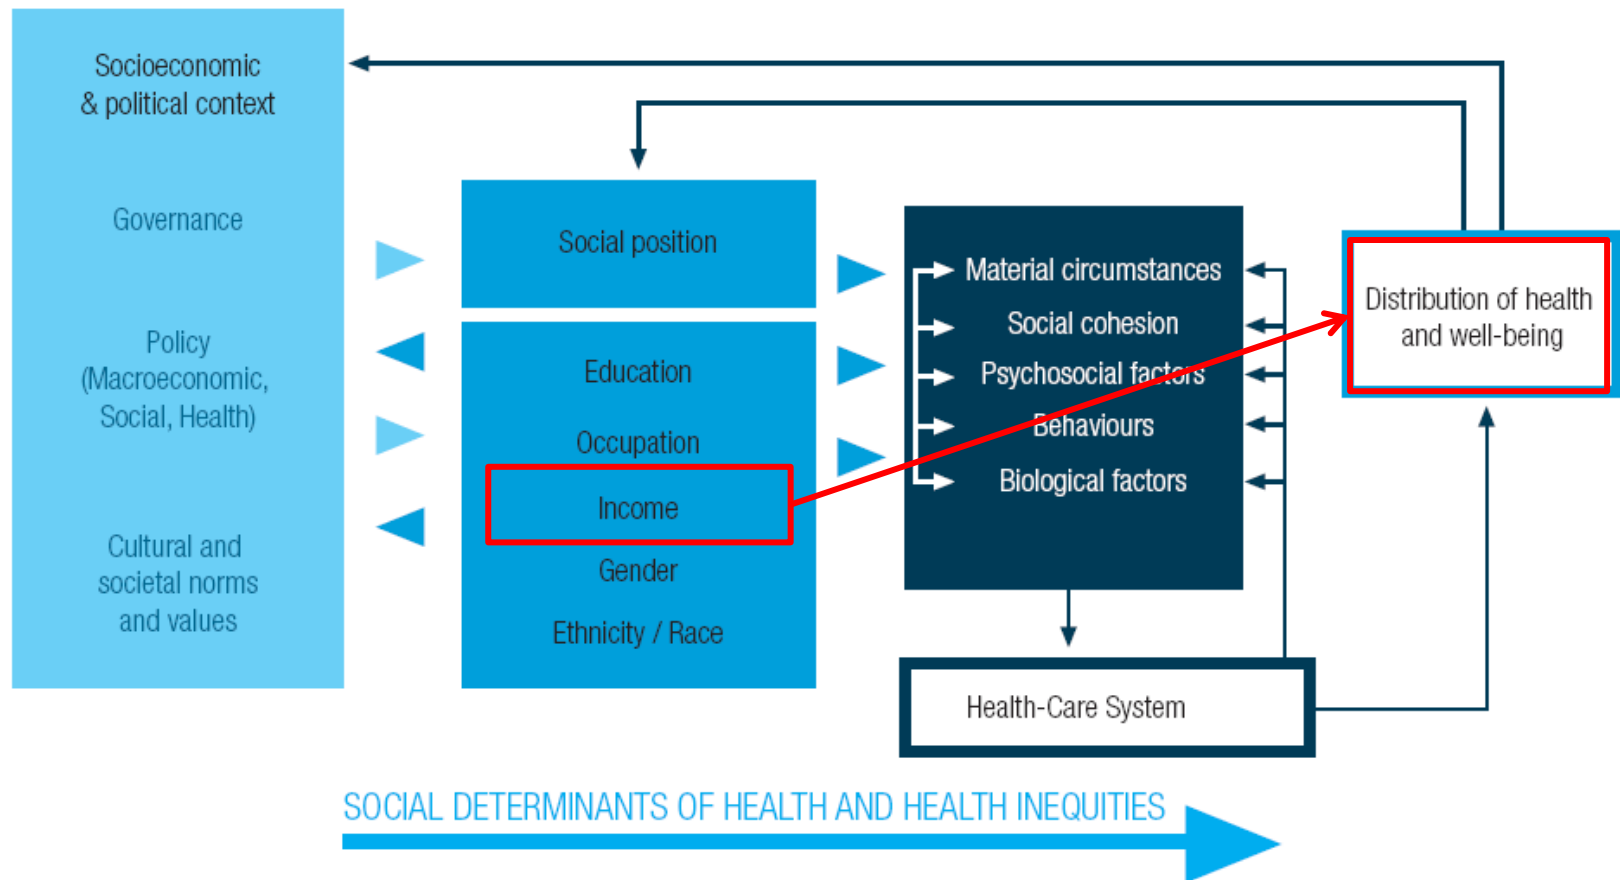 Socioeconomic
& political context
Governance
Policy
(Macroeconomic,
Social, Health)
Cultural and
societal norms
and values
Social position
Education
Occupation
Income
Gender
Ethnicity / Race
Material circumstances
Social cohesion
Psychosocial factors
Behaviours
Biological factors
Health-Care System
Distribution of health
and well-being
SOCIAL DETERMINANTS OF HEALTH AND HEALTH INEQUITIES